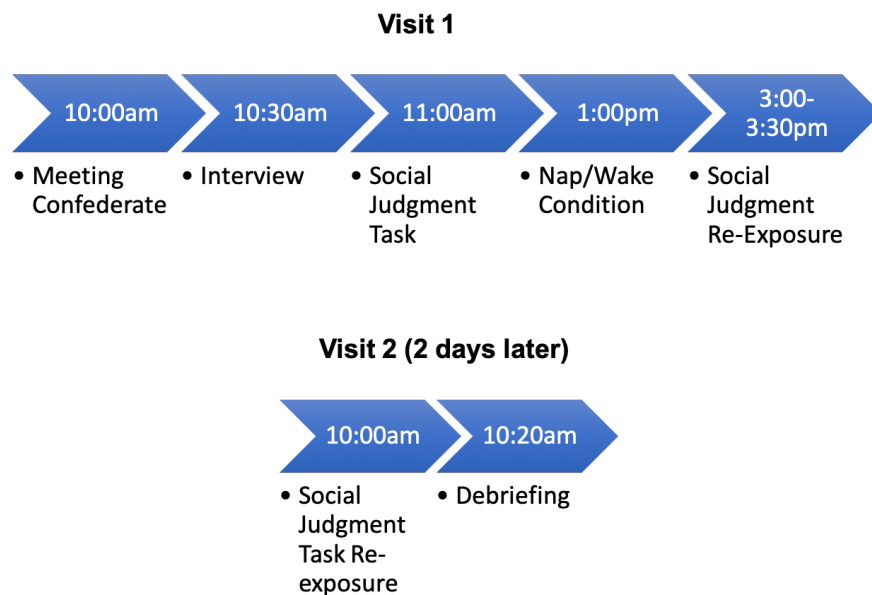 Visit 1
10:00am
10:30am
11:00am
1:00pm
3:00-
3:30pm
• Meeting
Confederate
• Interview
• Social
Judgment
Task
• Nap/Wake
Condition
• Social
Judgment
Re-Exposure
Visit 2 (2 days later)
10:00am
10:20am
• Social
Judgment
Task Re-
exposure
• Debriefing